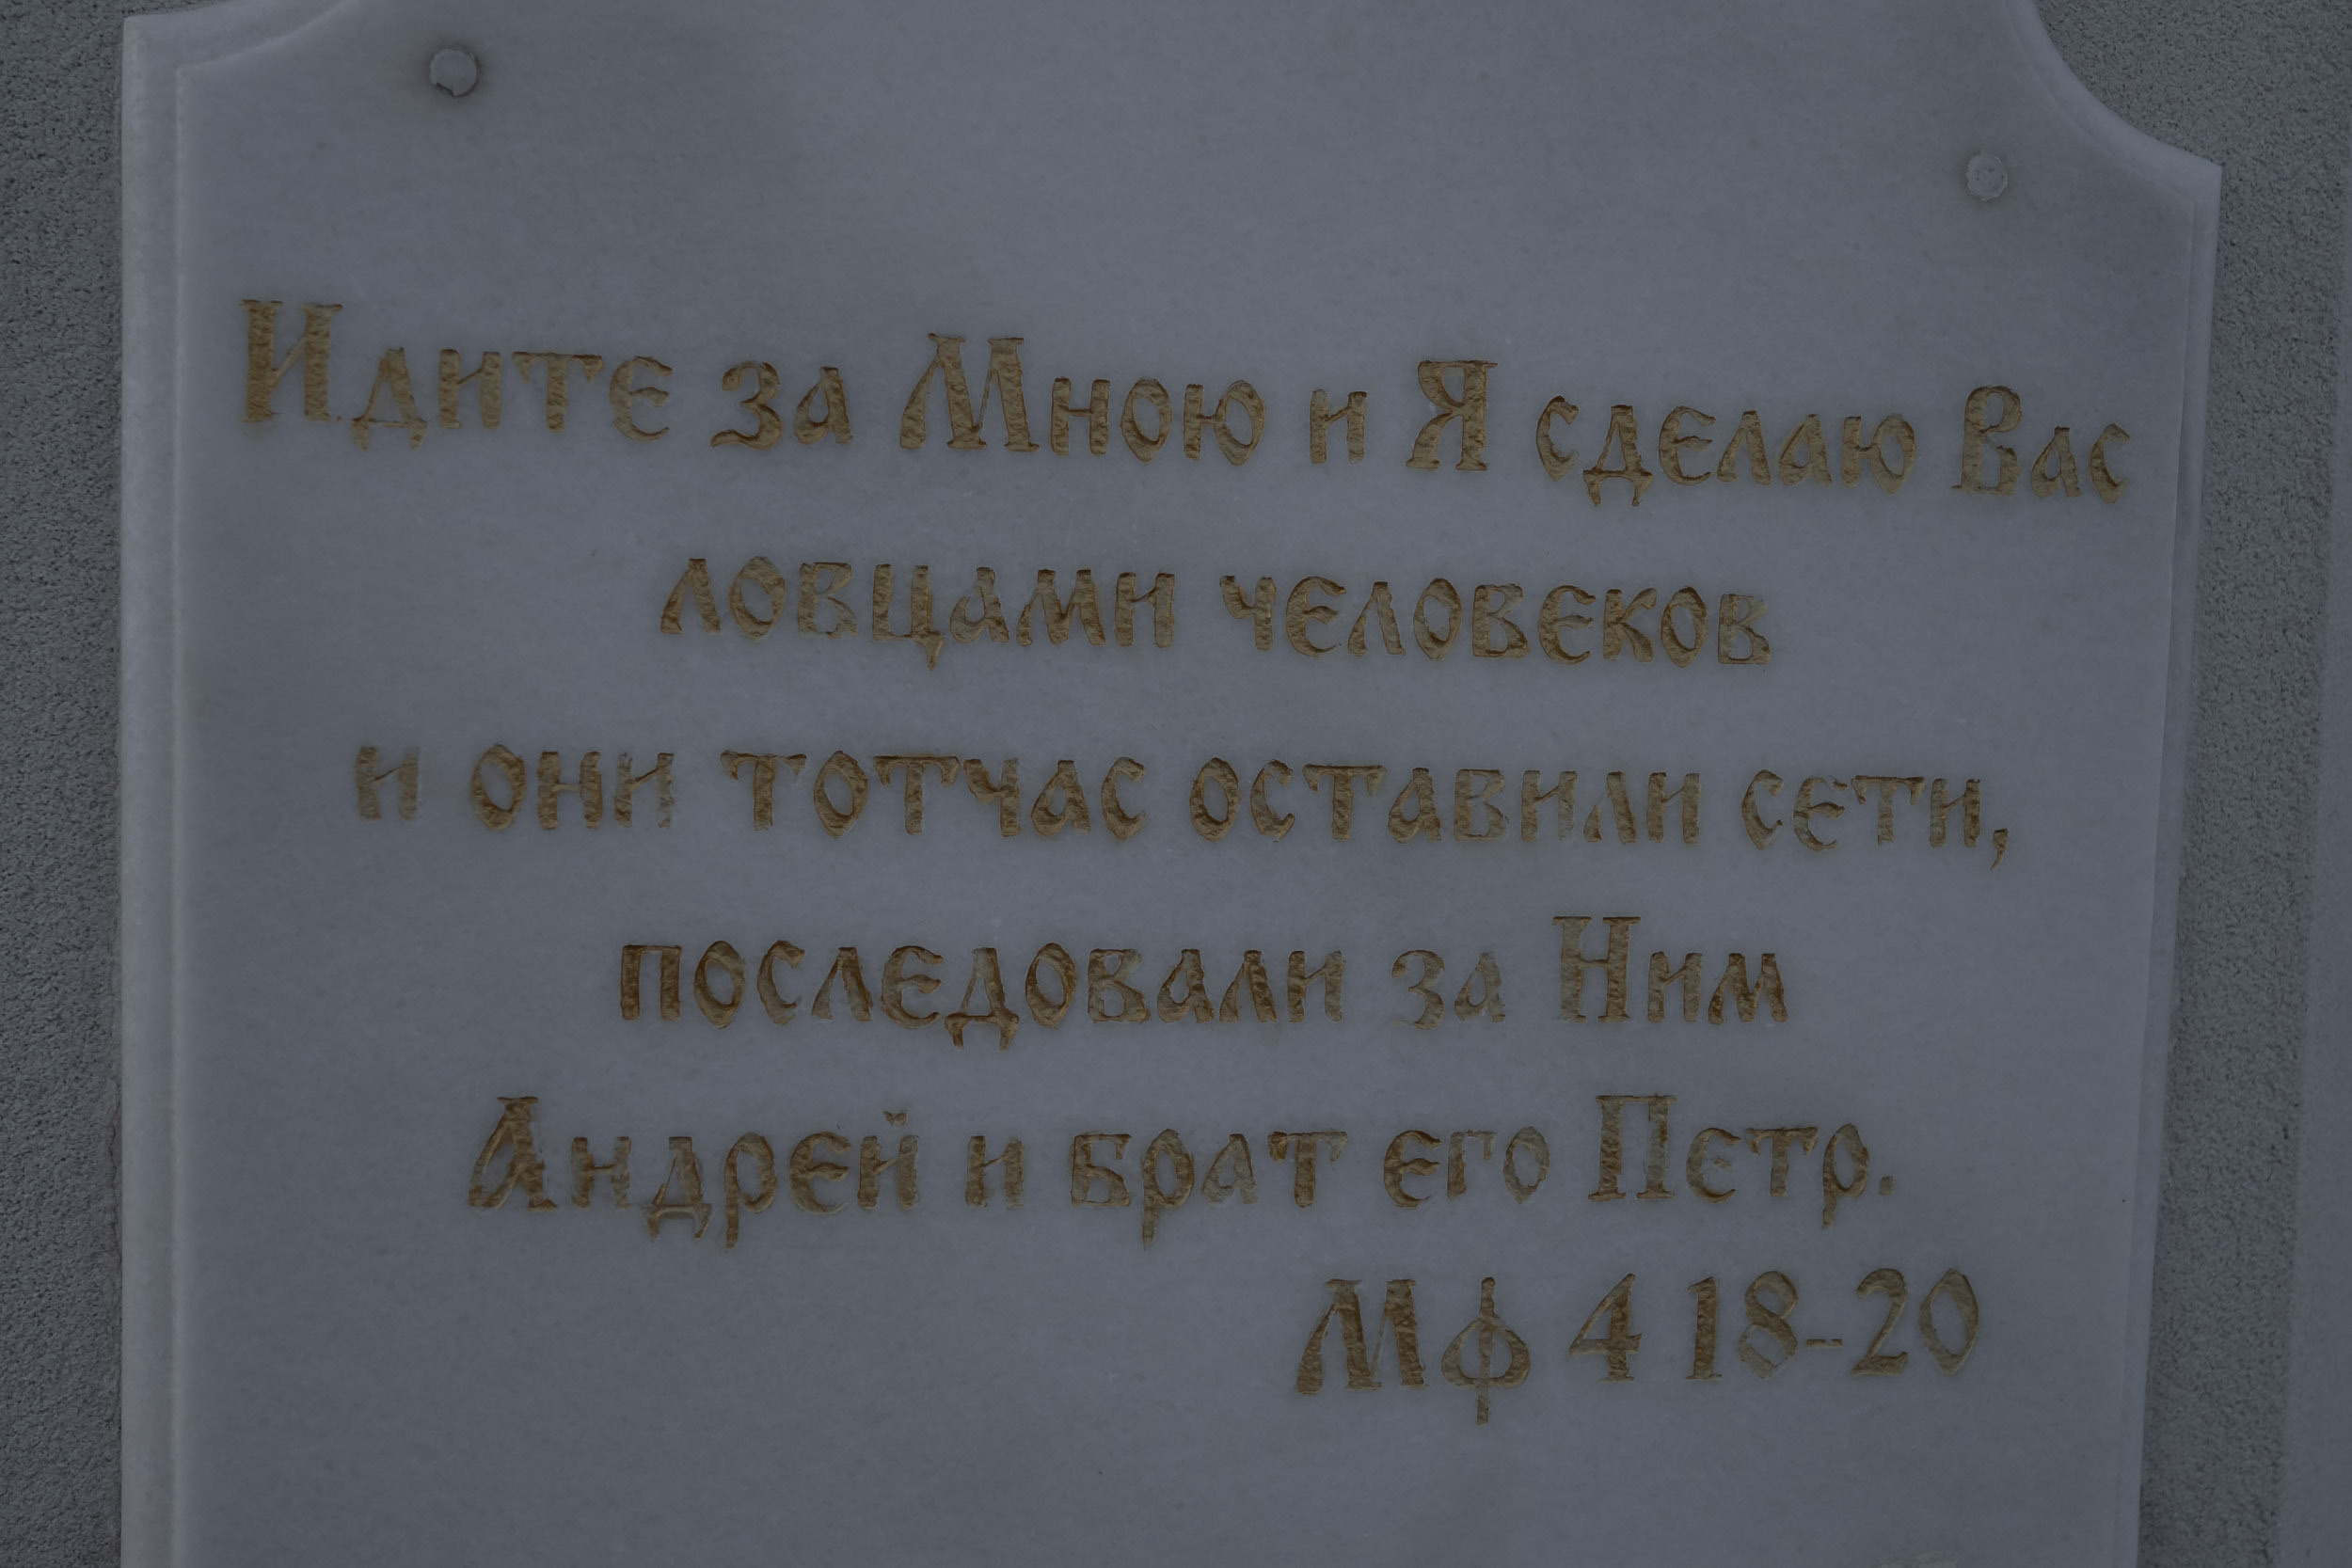 Идите за Мною и Я сделаю Вас
ловцами человеков
и они тотчас оставили сети,
последовали за Ним
Андрей и брат его Петр.
Мф 4 18-20